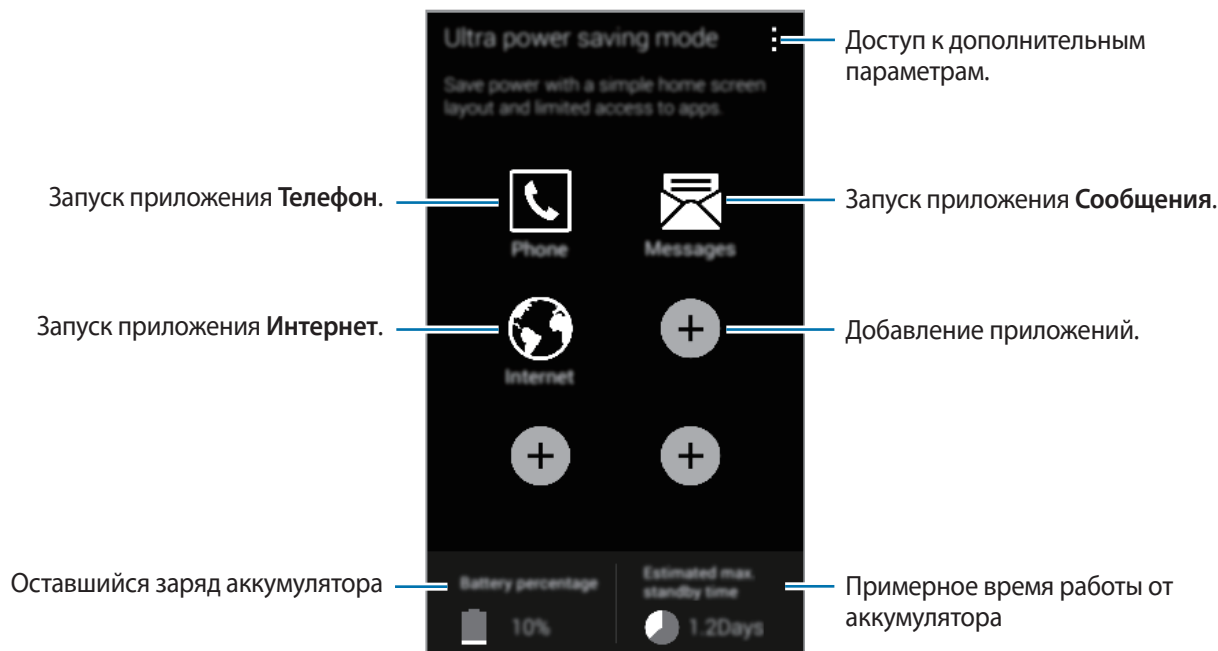 Ultra power saving mode
Доступ к дополнительным
параметрам.
Save power with a simple home screen
layout and limited access to apps.
Запуск приложения Телефон.
Запуск приложения Сообщения.
Phone
Messages
Запуск приложения Интернет.
Добавление приложений.
Internet
Оставшийся заряд аккумулятора
Battery percentage
10%
Estimated max.
standby time
1.2Days
Примерное время работы от
аккумулятора